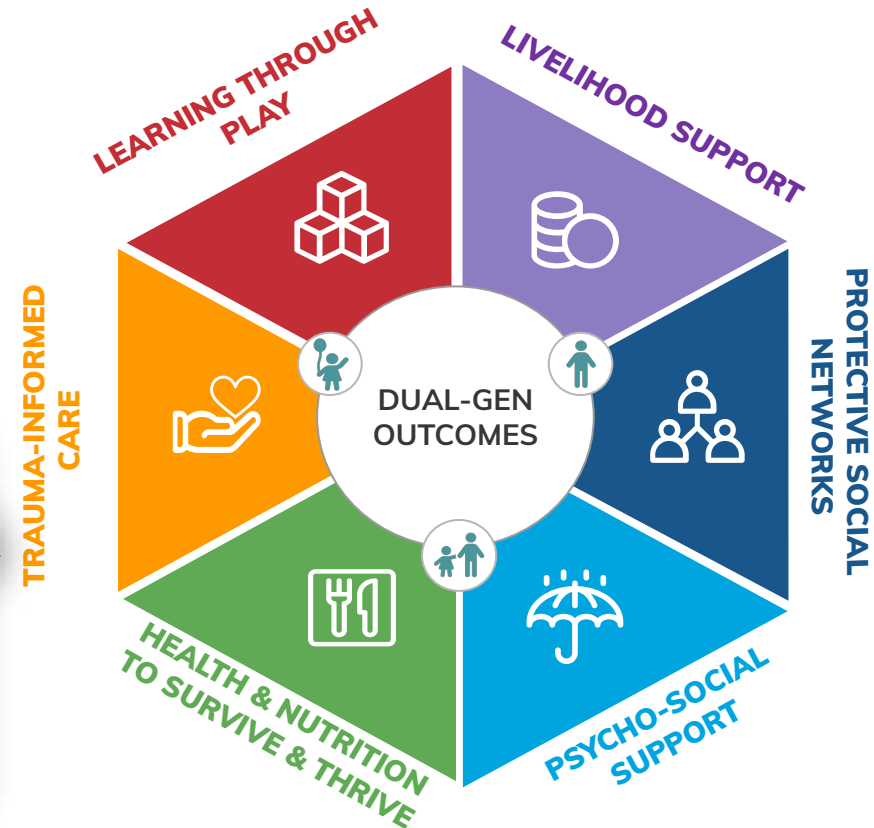 LEARNING THROUGH
PLAY
LIVELIHOOD SUPPORT
TRAUMA-INFORMED
CARE
DUAL-GEN
OUTCOMES
PROTECTIVE SOCIAL
NETWORKS
HEALTH & NUTRITION
TO SURVIVE & THRIVE
PSYCHO-SOCIAL
SUPPORT